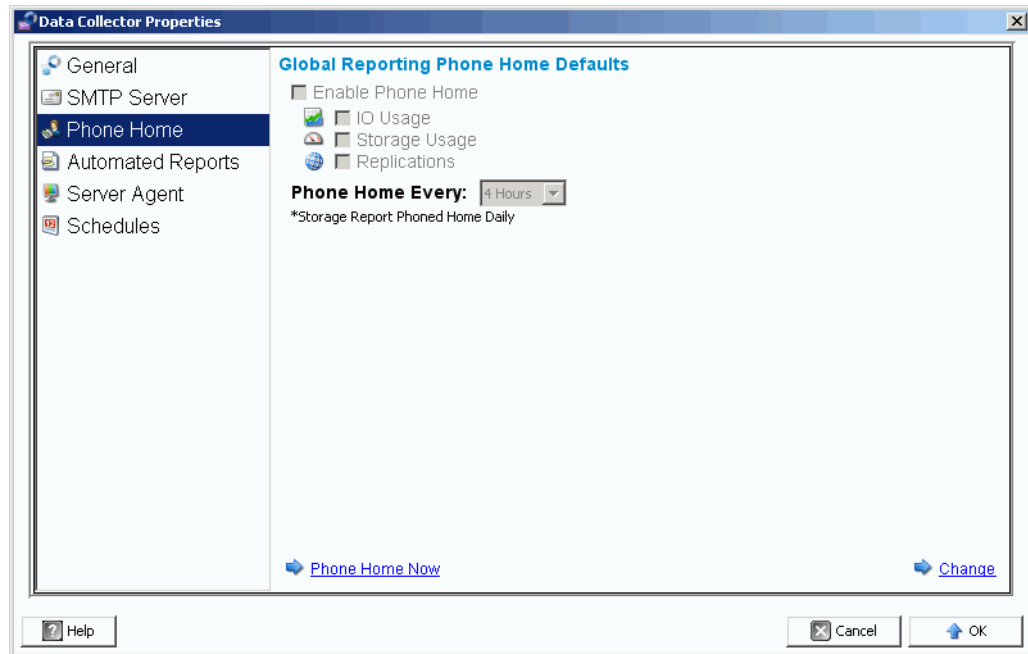 Data Collector Properties
General
SMTP Server
Phone Home
Automated Reports
Server Agent
Schedules
Global Reporting Phone Home Defaults
Enable Phone Home
IO Usage
Storage Usage
Replications
Phone Home Every: 4 Hours
*Storage Report Phoned Home Daily
Phone Home Now
Change
Help
Cancel
OK